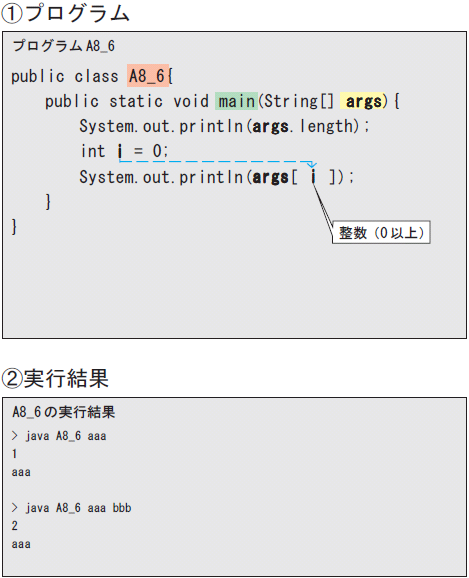 ①プログラム
プログラム A8_6
public class A8_6{
public static void main(String[] args){
System.out.println(args.length);
int i = 0;
System.out.println(args[ i ]);
}
}
整数（0 以上）
②実行結果
A8_6 の実行結果
> java A8_6 aaa
1
aaa
> java A8_6 aaa bbb
2
aaa